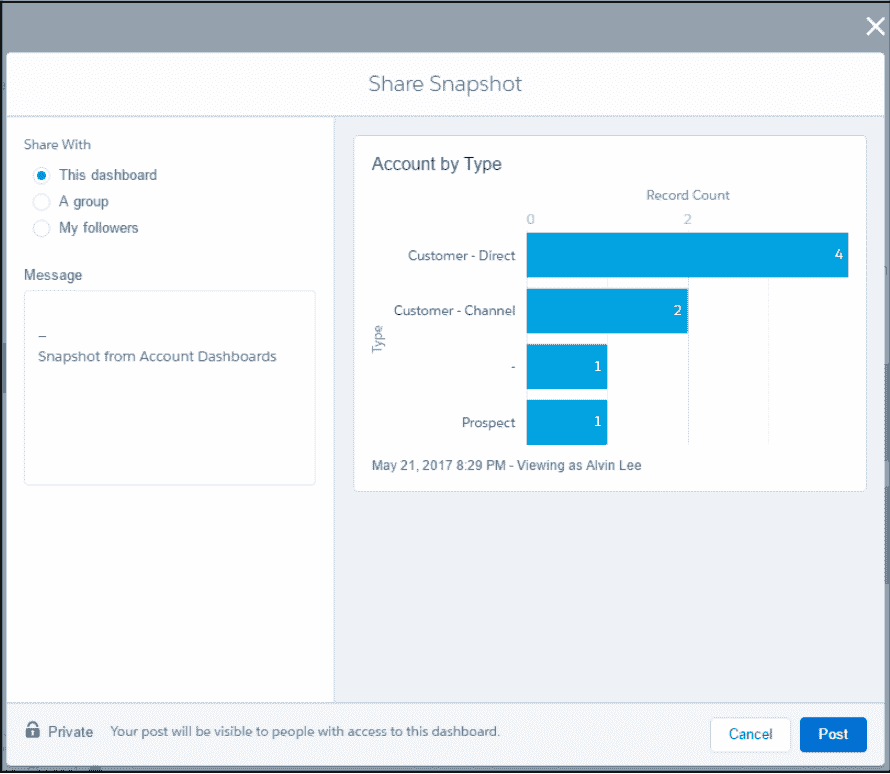 Share Snapshot
Share With
This dashboard
A group
My followers
Message
–
Snapshot from Account Dashboards
Account by Type
Record Count
0 2
Type
Customer - Direct 4
Customer - Channel 2
- 1
Prospect 1
May 21, 2017 8:29 PM - Viewing as Alvin Lee
Private Your post will be visible to people with access to this dashboard.
Cancel Post